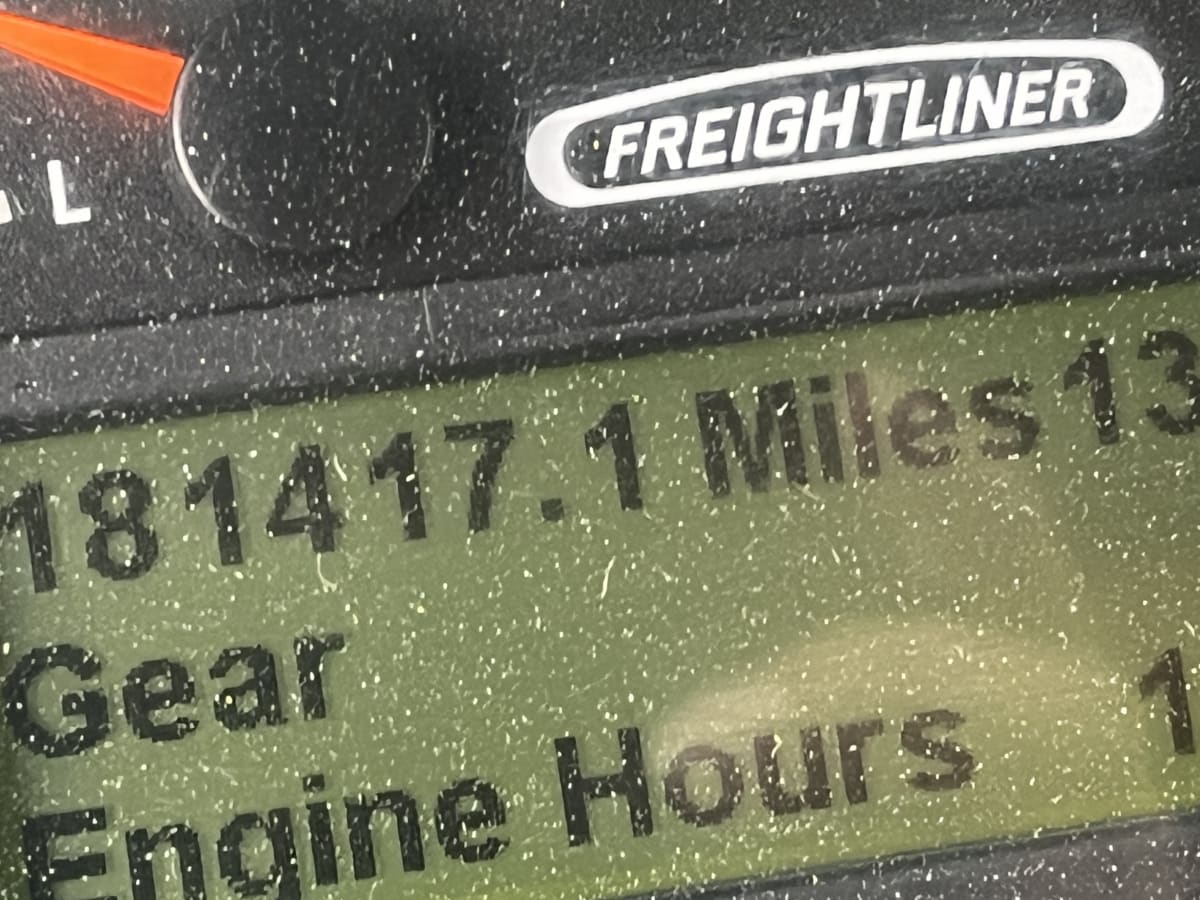 FREIGHTLINER
L
181417.1 Miles 13
Gear
Engine Hours 1